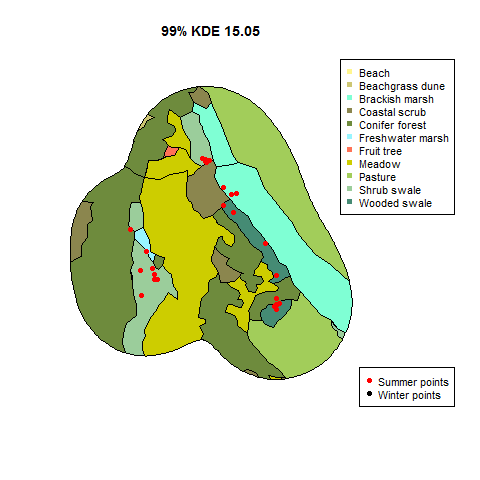 99% KDE 15.05
Beach
Beachgrass dune
Brackish marsh
Coastal scrub
Conifer forest
Freshwater marsh
Fruit tree
Meadow
Pasture
Shrub swale
Wooded swale
Summer points
Winter points